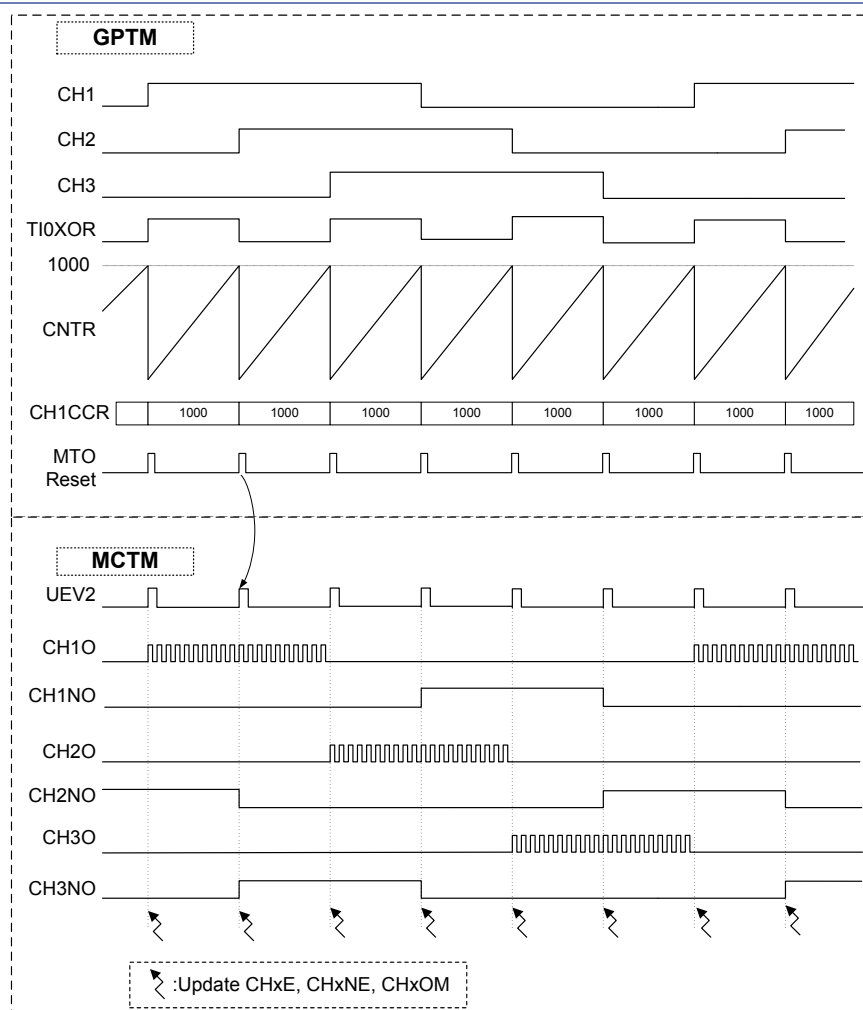 GPTM
CH1
CH2
CH3
TI0XOR
1000
CNTR
CH1CCR 1000 1000 1000 1000 1000 1000 1000 1000
MTO
Reset
MCTM
UEV2
CH1O
CH1NO
CH2O
CH2NO
CH3O
CH3NO
:Update CHxE, CHxNE, CHxOM